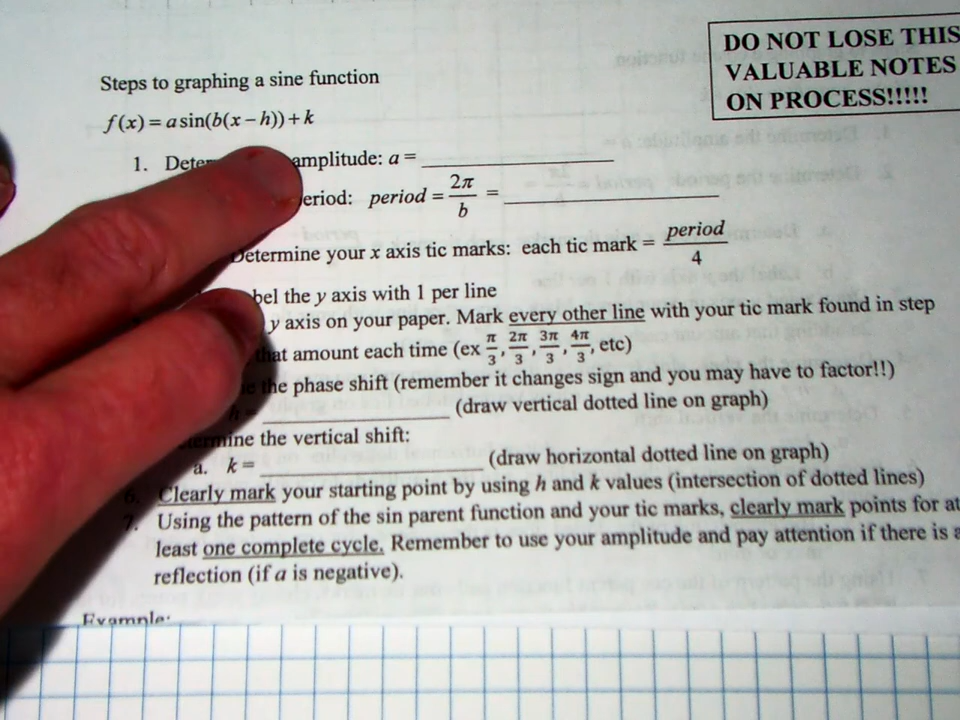 DO NOT LOSE THIS
VALUABLE NOTES
ON PROCESS!!!!!
Steps to graphing a sine function
f(x) = a sin(b(x − h)) + k
1. amplitude: a = ____
period = 2π/b = ____
Determine your x axis tic marks: each tic mark = period/4
the y axis with 1 per line
y axis on your paper. Mark every other line with your tic mark found in step
that amount each time (ex π/3, 2π/3, 3π/3, 4π/3, etc)
the phase shift (remember it changes sign and you may have to factor!!)
h = ____ (draw vertical dotted line on graph)
the vertical shift:
a. k = ____ (draw horizontal dotted line on graph)
6. Clearly mark your starting point by using h and k values (intersection of dotted lines)
7. Using the pattern of the sin parent function and your tic marks, clearly mark points for at
least one complete cycle. Remember to use your amplitude and pay attention if there is a
reflection (if a is negative).
Example: